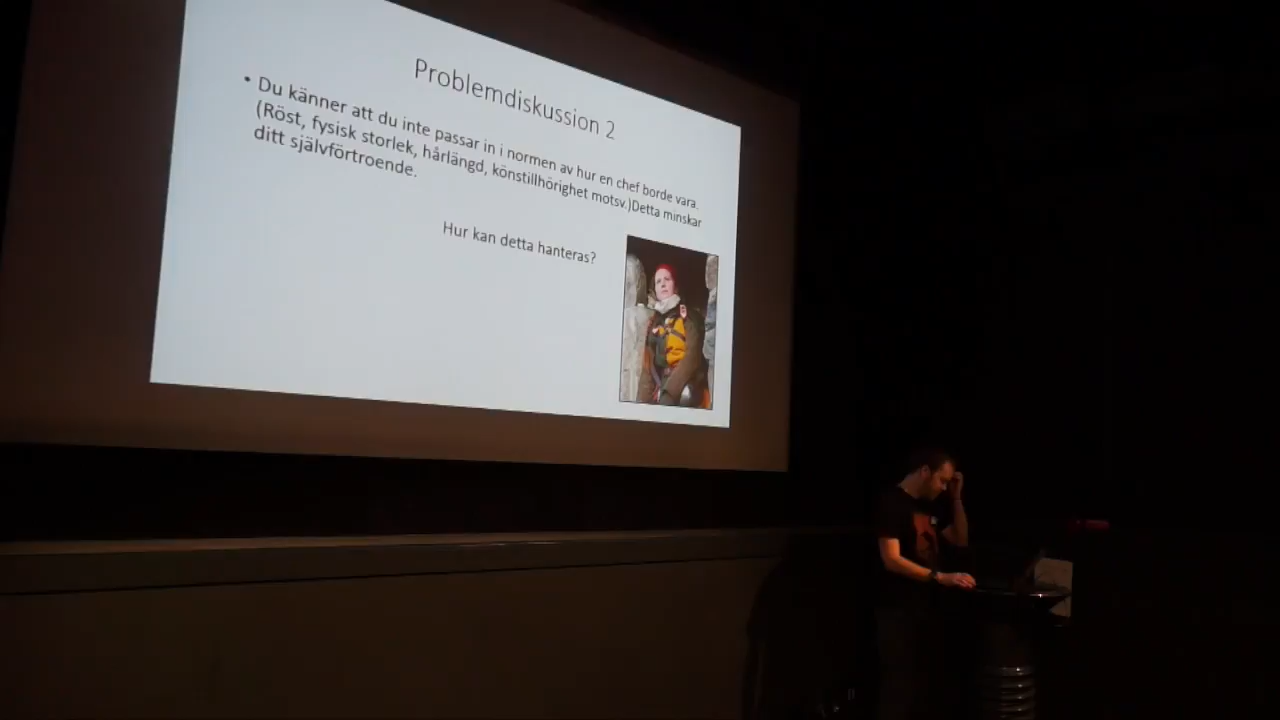 Problemdiskussion 2
• Du känner att du inte passar in i normen av hur en chef borde vara.
(Röst, fysisk storlek, hårlängd, könstillhörighet motsv.)Detta minskar
ditt självförtroende.
Hur kan detta hanteras?